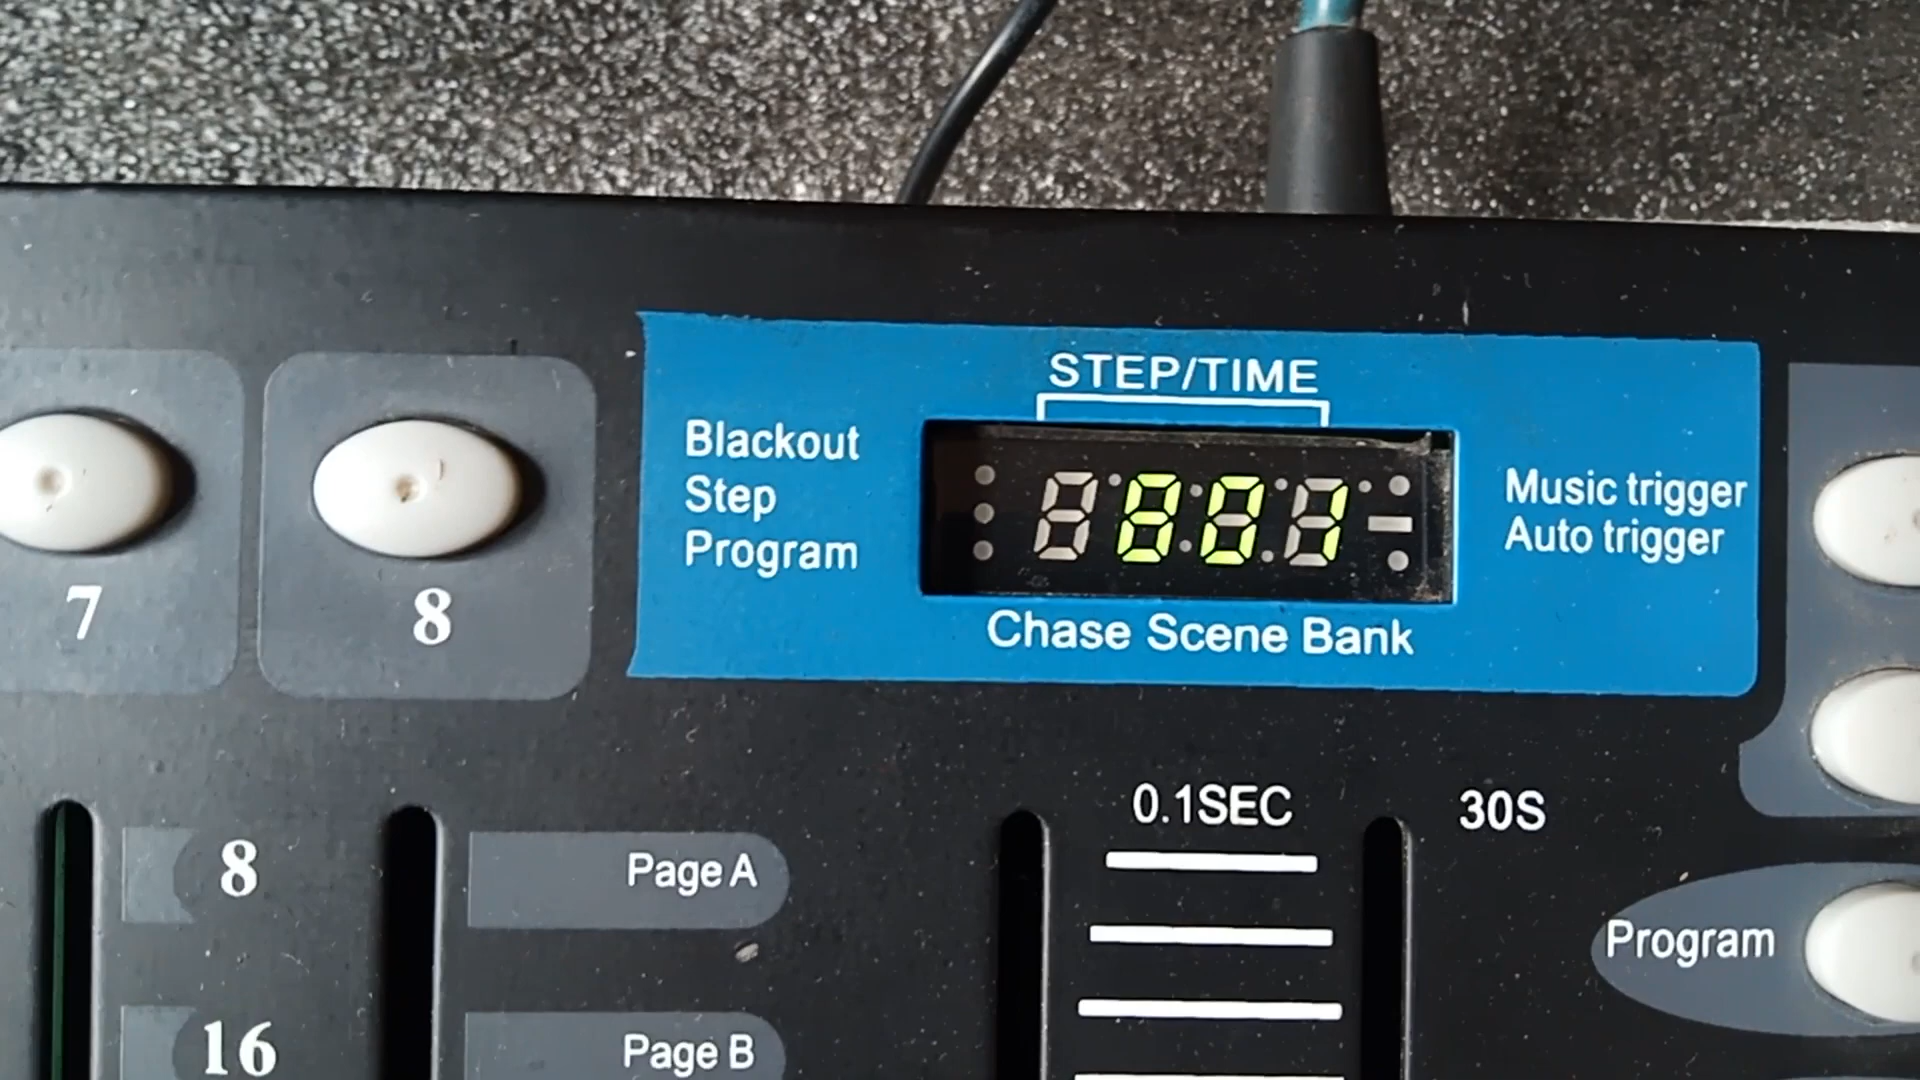 STEP/TIME
Blackout
Step
Program
801
Music trigger
Auto trigger
Chase Scene Bank
7
8
0.1SEC
30S
8
Page A
Program
16
Page B